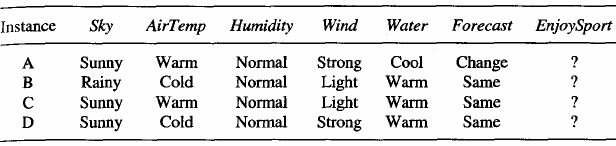 Instance Sky AirTemp Humidity Wind Water Forecast EnjoySport
A Sunny Warm Normal Strong Cool Change ?
B Rainy Cold Normal Light Warm Same ?
C Sunny Warm Normal Light Warm Same ?
D Sunny Cold Normal Strong Warm Same ?